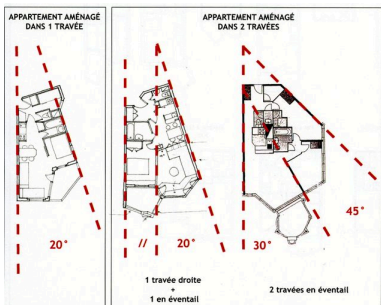 APPARTEMENT AMÉNAGÉ
DANS 1 TRAVÉE
APPARTEMENT AMÉNAGÉ
DANS 2 TRAVÉES
20°
//
20°
30°
45°
1 travée droite
+
1 en éventail
2 travées en éventail